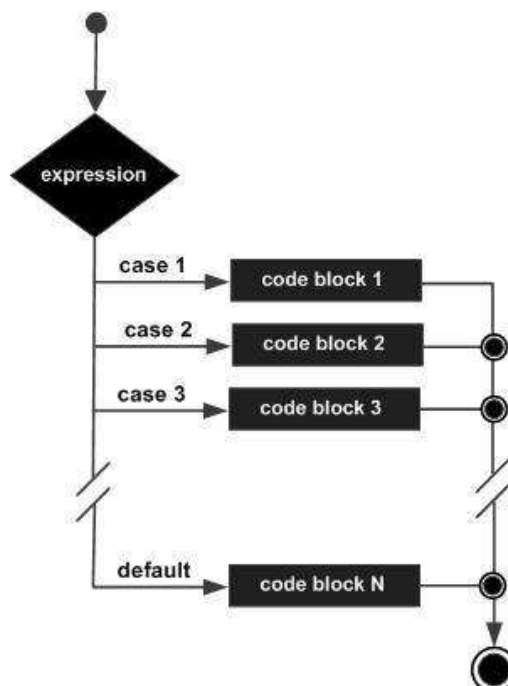 expression
case 1
code block 1
case 2
code block 2
case 3
code block 3
default
code block N